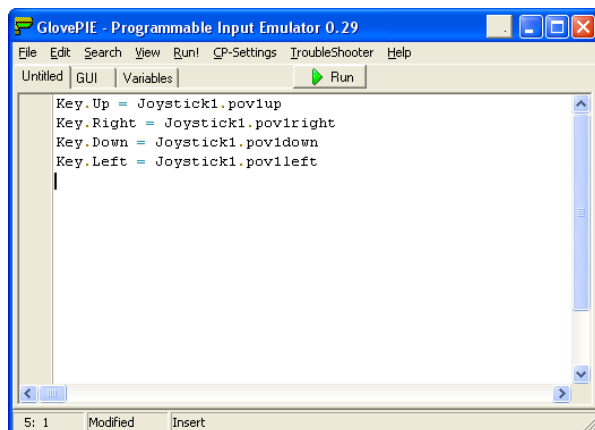 GlovePIE - Programmable Input Emulator 0.29
File Edit Search View Run! CP-Settings TroubleShooter Help
Untitled GUI Variables Run
Key.Up = Joystick1.pov1up
Key.Right = Joystick1.pov1right
Key.Down = Joystick1.pov1down
Key.Left = Joystick1.pov1left
5: 1 Modified Insert